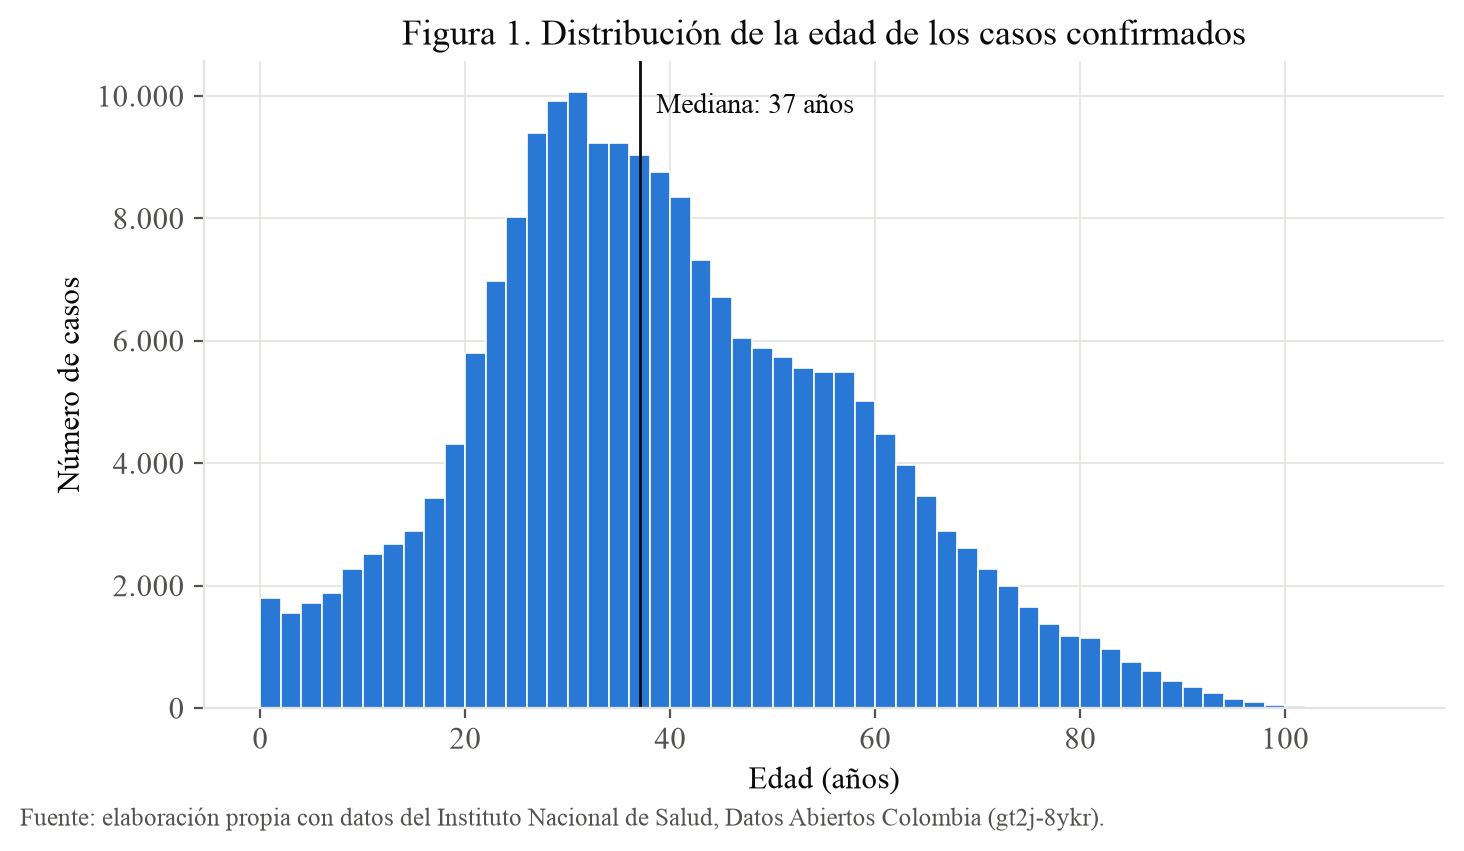 Figura 1. Distribución de la edad de los casos confirmados
Mediana: 37 años
Número de casos
10.000
8.000
6.000
4.000
2.000
0
0 20 40 60 80 100
Edad (años)
Fuente: elaboración propia con datos del Instituto Nacional de Salud, Datos Abiertos Colombia (gt2j-8ykr).